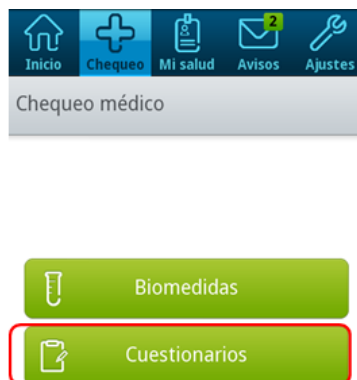 2
Inicio Chequeo Mi salud Avisos Ajustes
Chequeo médico
Biomedidas
Cuestionarios